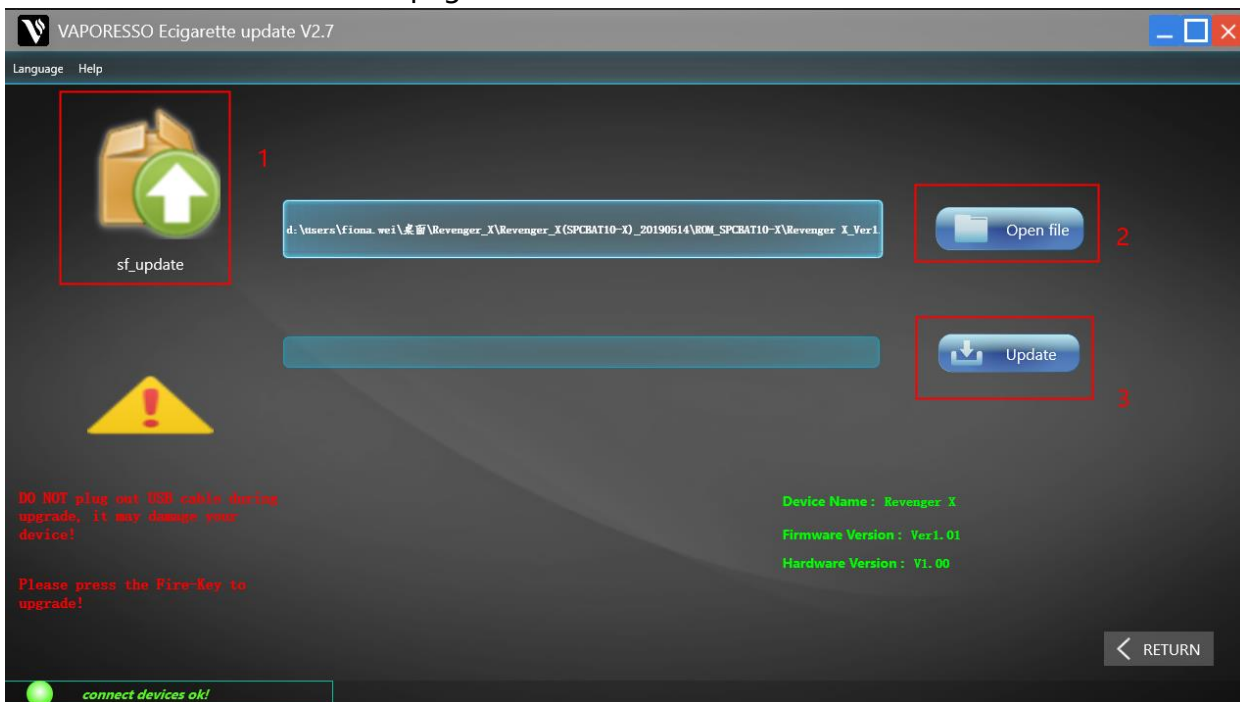 VAPORESSO Ecigarette update V2.7
Language Help
1
sf_update
d:\users\fiona.wei\桌面\Revenger_X\Revenger_X(SPCBAT10-X)_20190514\ROM_SPCBAT10-X\Revenger X_Ver1.
Open file
2
Update
3
DO NOT plug out USB cable during
upgrade, it may damage your
device!
Please press the Fire-Key to
upgrade!
Device Name : Revenger X
Firmware Version : Ver1.01
Hardware Version : V1.00
RETURN
connect devices ok!